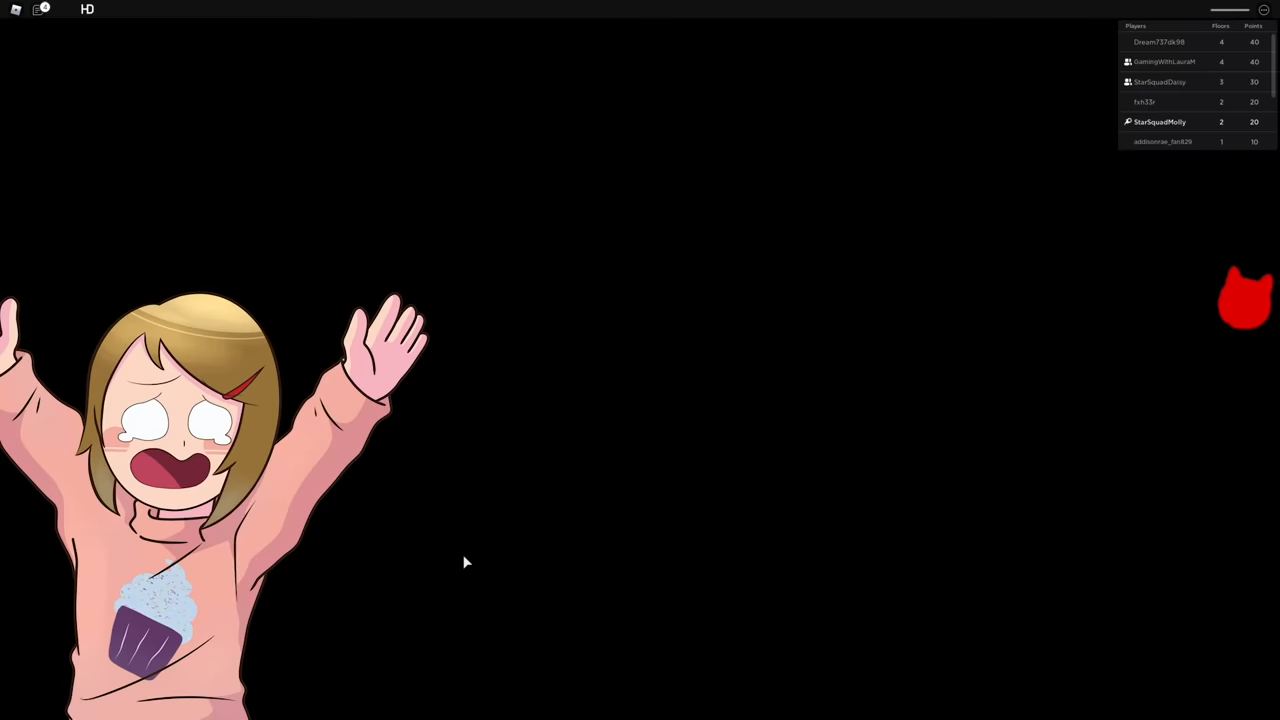 4
HD
Players Floors Points
Dream737dk98 4 40
GamingWithLauraM 4 40
StarSquadDaisy 3 30
fxh33r 2 20
StarSquadMolly 2 20
addisonrae_fan829 1 10